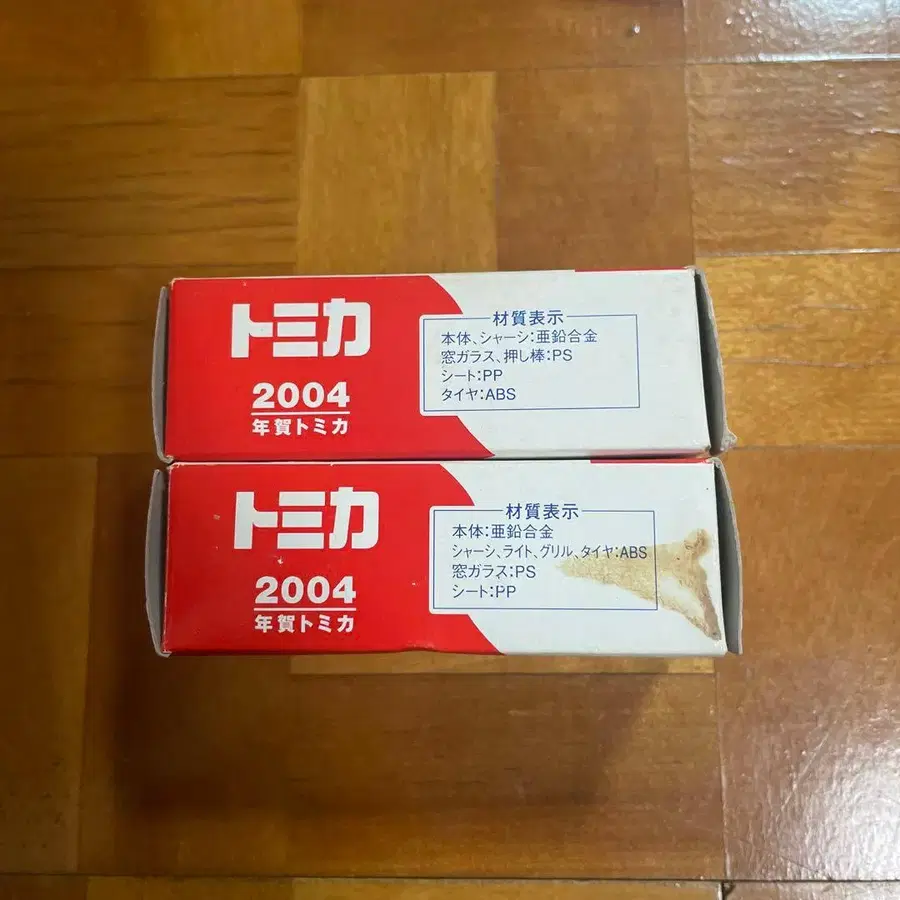 トミカ
2004
年賀トミカ
材質表示
本体、シャーシ:亜鉛合金
窓ガラス、押し棒:PS
シート:PP
タイヤ:ABS
トミカ
2004
年賀トミカ
材質表示
本体:亜鉛合金
シャーシ、ライト、グリル、タイヤ:ABS
窓ガラス:PS
シート:PP